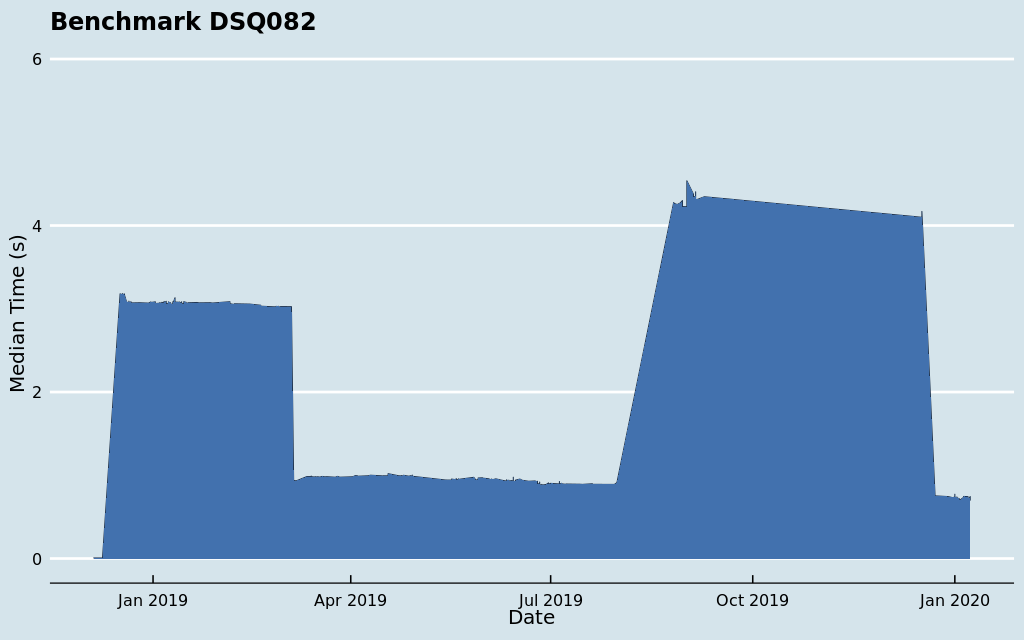 Benchmark DSQ082
6
4
2
0
Median Time (s)
Jan 2019
Apr 2019
Jul 2019
Oct 2019
Jan 2020
Date